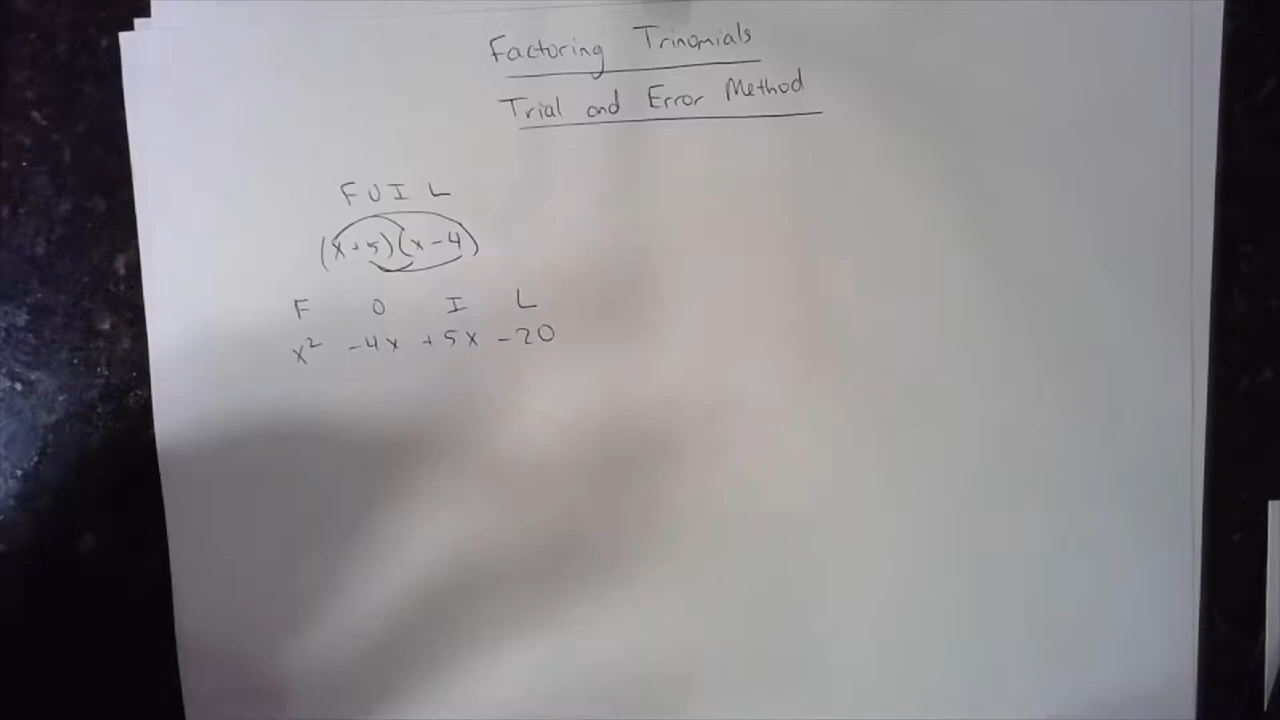 Factoring Trinomials
Trial and Error Method
F O I L
(x+5)(x-4)
F O I L
x² -4x +5x -20